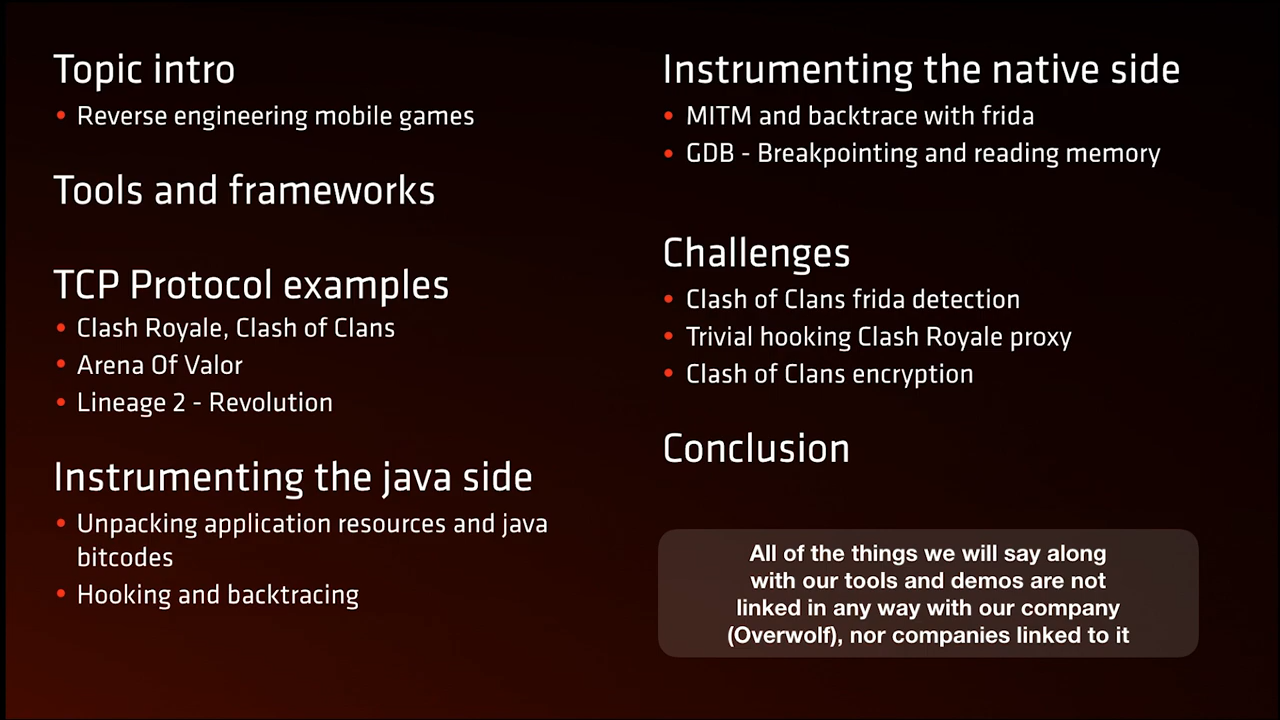 Topic intro
• Reverse engineering mobile games
Tools and frameworks
TCP Protocol examples
• Clash Royale, Clash of Clans
• Arena Of Valor
• Lineage 2 - Revolution
Instrumenting the java side
• Unpacking application resources and java
bitcodes
• Hooking and backtracing
Instrumenting the native side
• MITM and backtrace with frida
• GDB - Breakpointing and reading memory
Challenges
• Clash of Clans frida detection
• Trivial hooking Clash Royale proxy
• Clash of Clans encryption
Conclusion
All of the things we will say along
with our tools and demos are not
linked in any way with our company
(Overwolf), nor companies linked to it